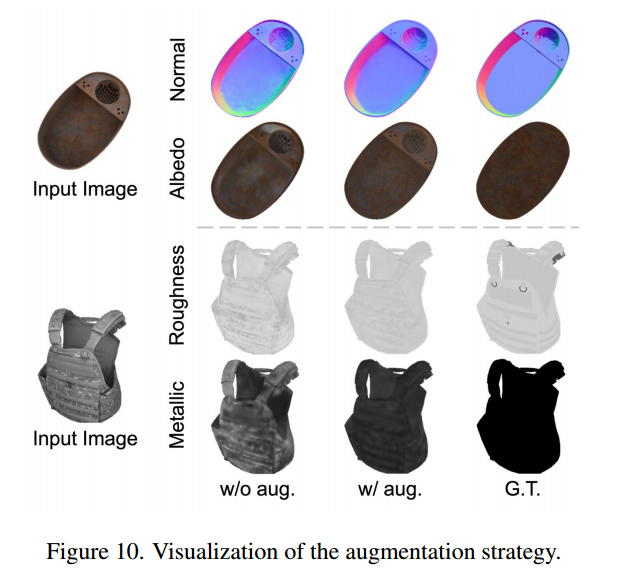 Normal
Albedo
Input Image
Roughness
Metallic
Input Image
w/o aug.
w/ aug.
G.T.
Figure 10. Visualization of the augmentation strategy.